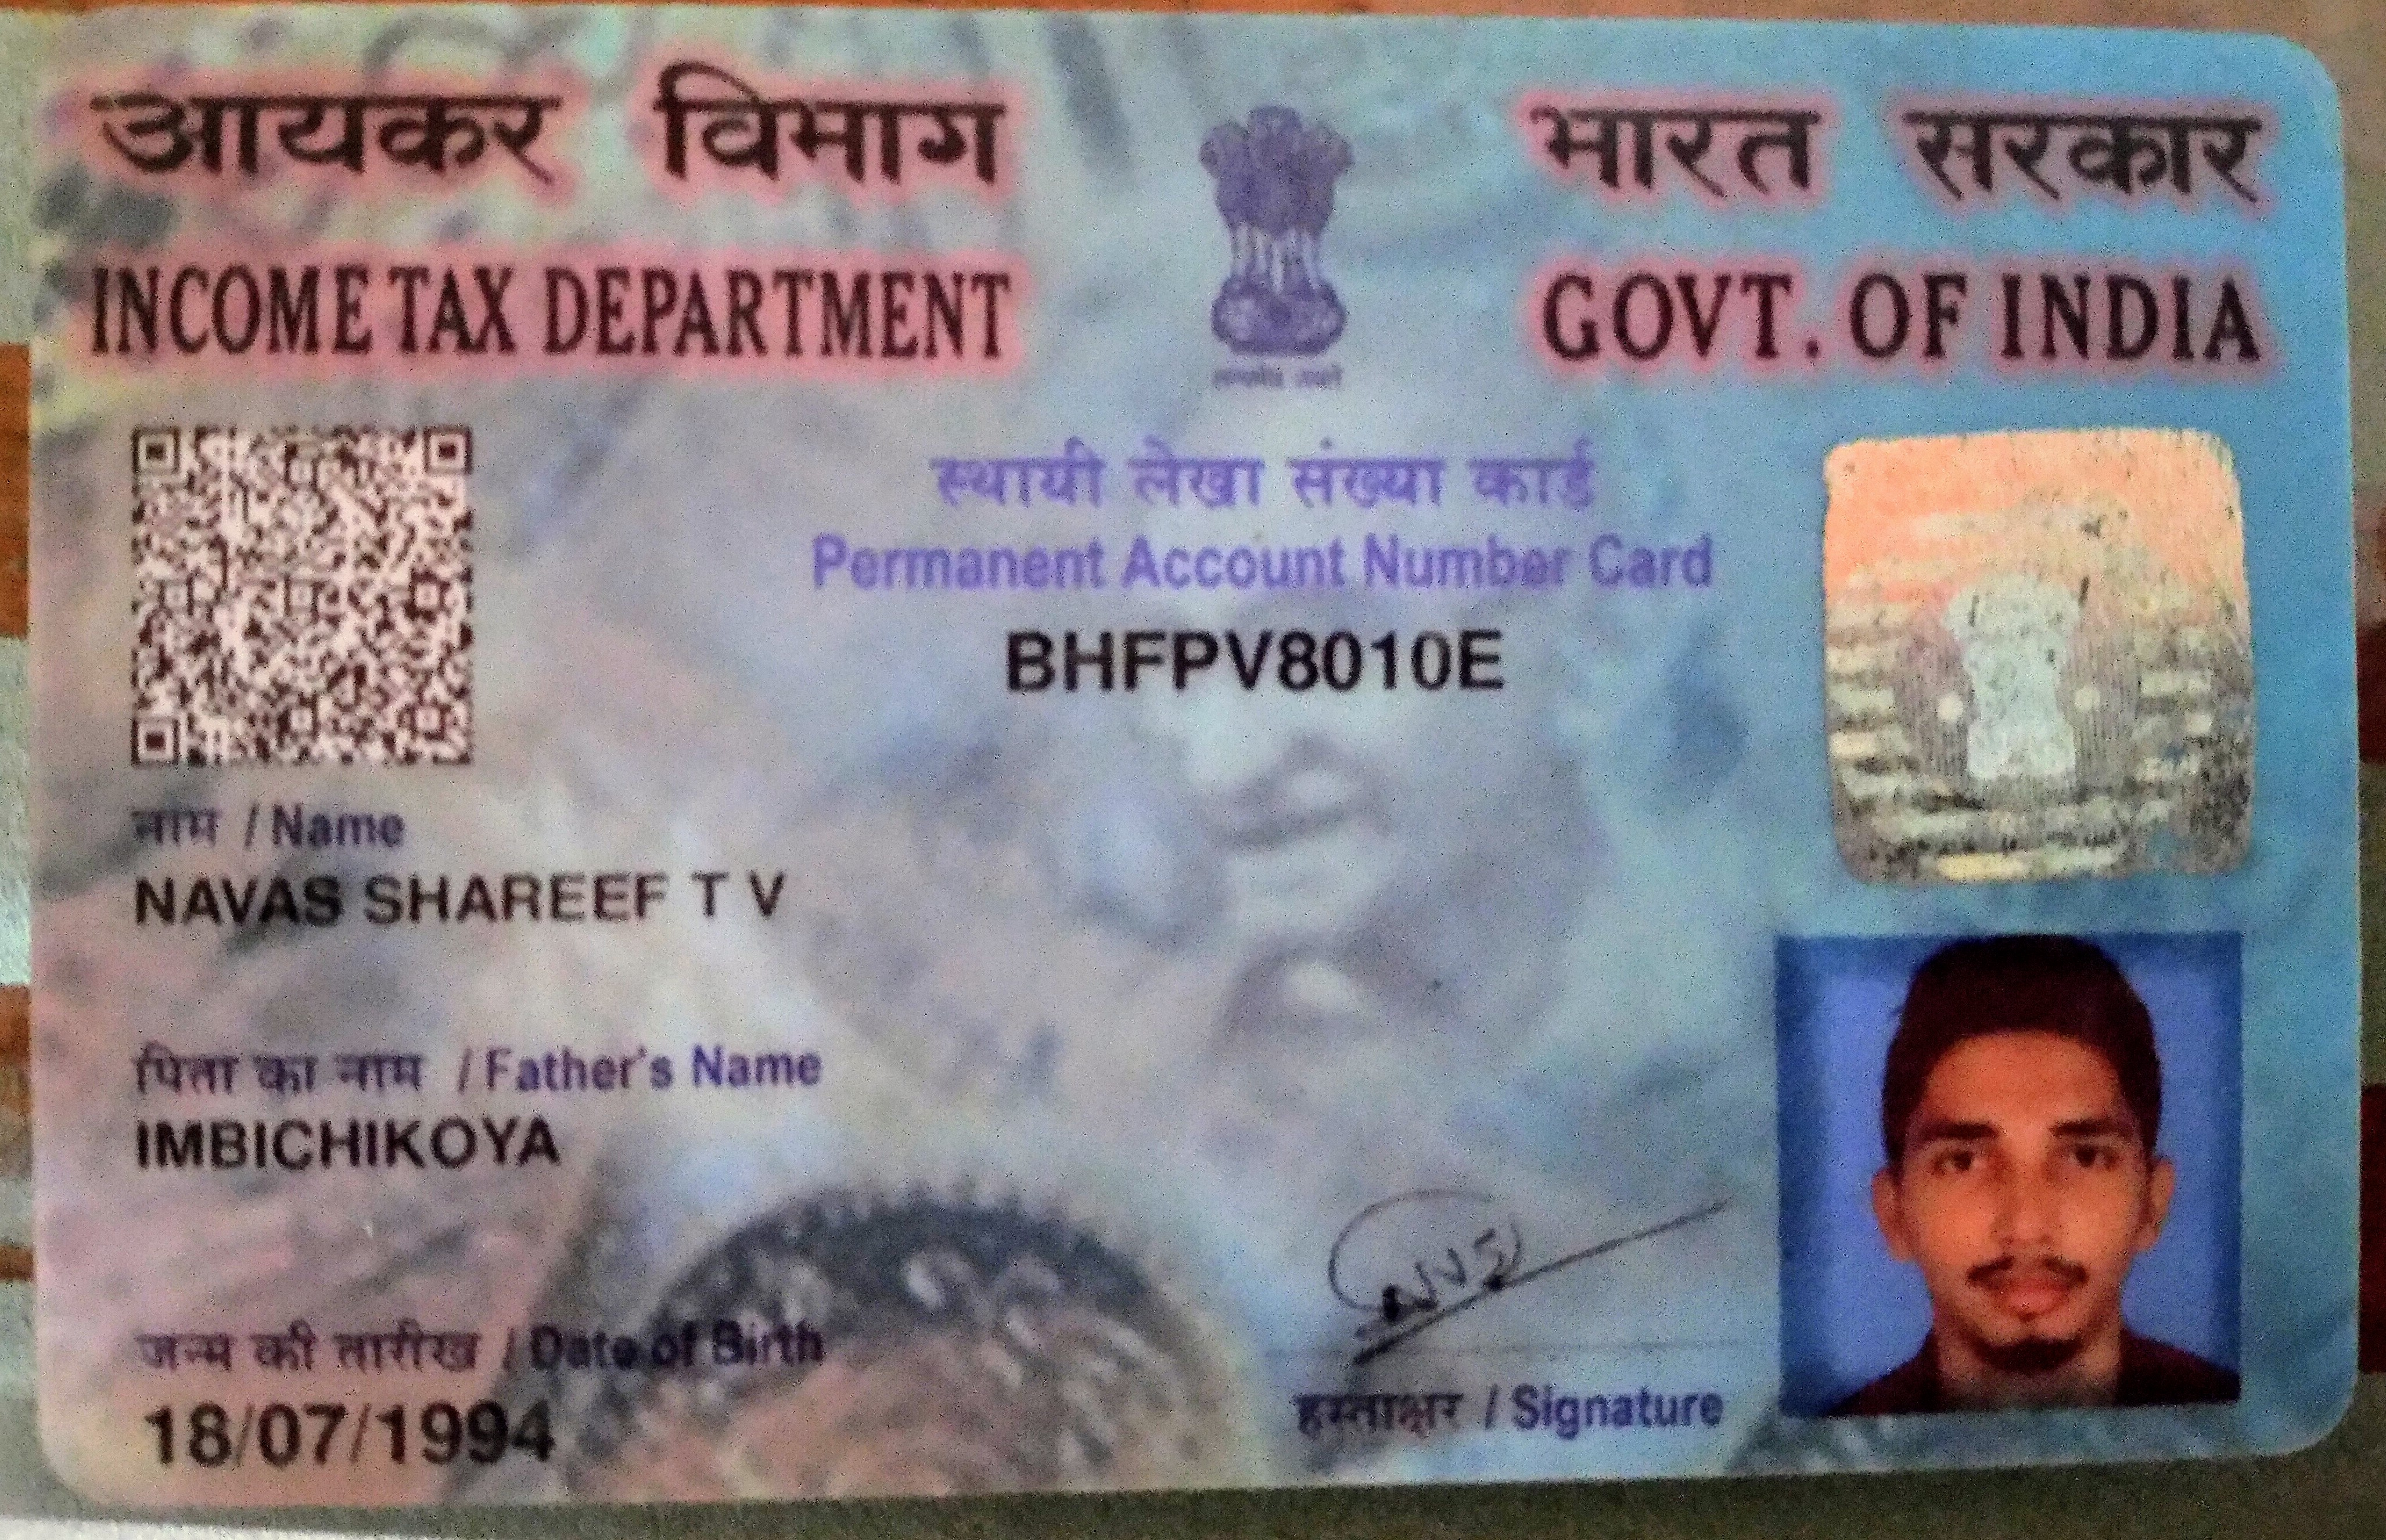 आयकर विभाग
INCOME TAX DEPARTMENT
भारत सरकार
GOVT. OF INDIA
सत्यमेव जयते
स्थायी लेखा संख्या कार्ड
Permanent Account Number Card
BHFPV8010E
नाम / Name
NAVAS SHAREEF T V
पिता का नाम / Father's Name
IMBICHIKOYA
जन्म की तारीख / Date of Birth
18/07/1994
हस्ताक्षर / Signature